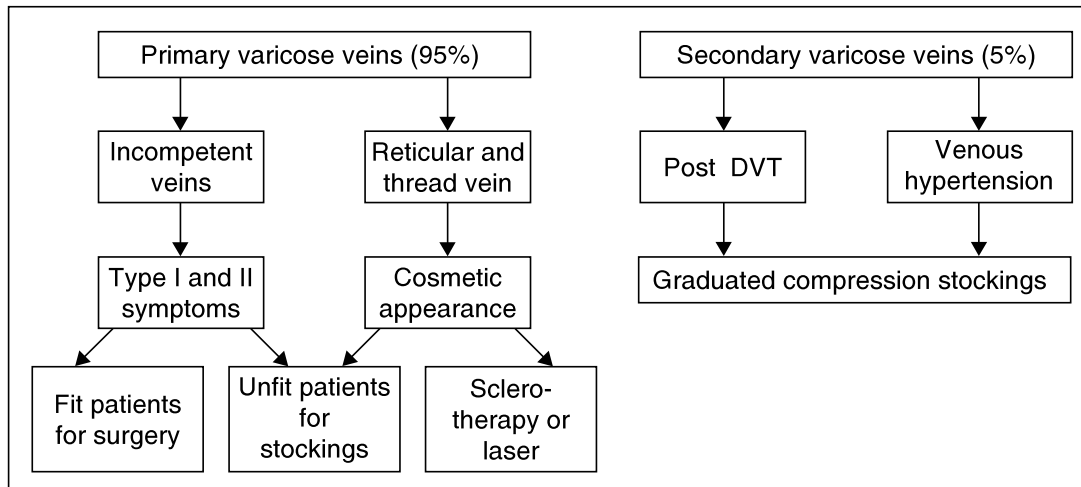 Primary varicose veins (95%)
Secondary varicose veins (5%)
Incompetent
veins
Reticular and
thread vein
Post DVT
Venous
hypertension
Type I and II
symptoms
Cosmetic
appearance
Graduated compression stockings
Fit patients
for surgery
Unfit patients
for
stockings
Sclero-
therapy or
laser